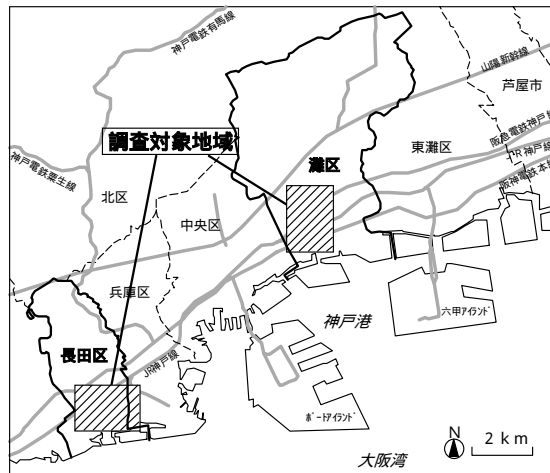 神戸電鉄有馬線
山陽新幹線
芦屋市
阪急電鉄神戸線
JR神戸線
阪神電鉄本線
東灘区
灘区
調査対象地域
神戸電鉄粟生線
北区
中央区
兵庫区
長田区
JR神戸線
神戸港
六甲アイランド
ポートアイランド
大阪湾
N
2km